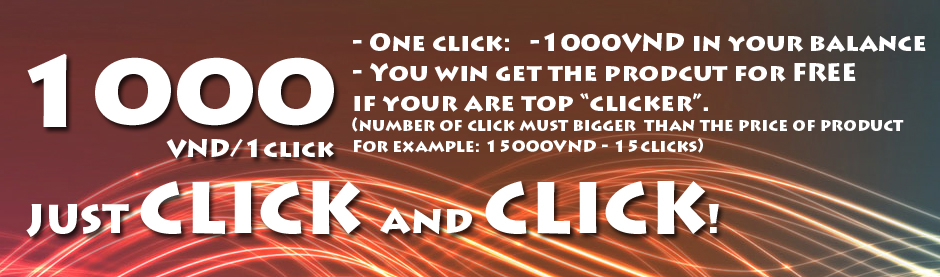 1000
VND/1click
- One click: -1000VND in your balance
- You win get the prodcut for FREE
if your are top "clicker".
(number of click must bigger than the price of product
For example: 15000VND - 15clicks)
Just CLICK and CLICK!